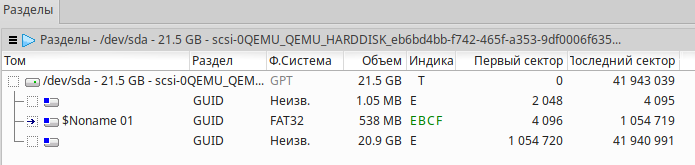 Разделы
Разделы - /dev/sda - 21.5 GB - scsi-0QEMU_QEMU_HARDDISK_eb6bd4bb-f742-465f-a353-9df0006f635...
Том Раздел Ф.Система Объем Индика Первый сектор Последний сектор
/dev/sda - 21.5 GB - scsi-0QEMU_QEM... GPT 21.5 GB T 0 41 943 039
GUID Неизв. 1.05 MB E 2 048 4 095
$Noname 01 GUID FAT32 538 MB EBCF 4 096 1 054 719
GUID Неизв. 20.9 GB E 1 054 720 41 940 991